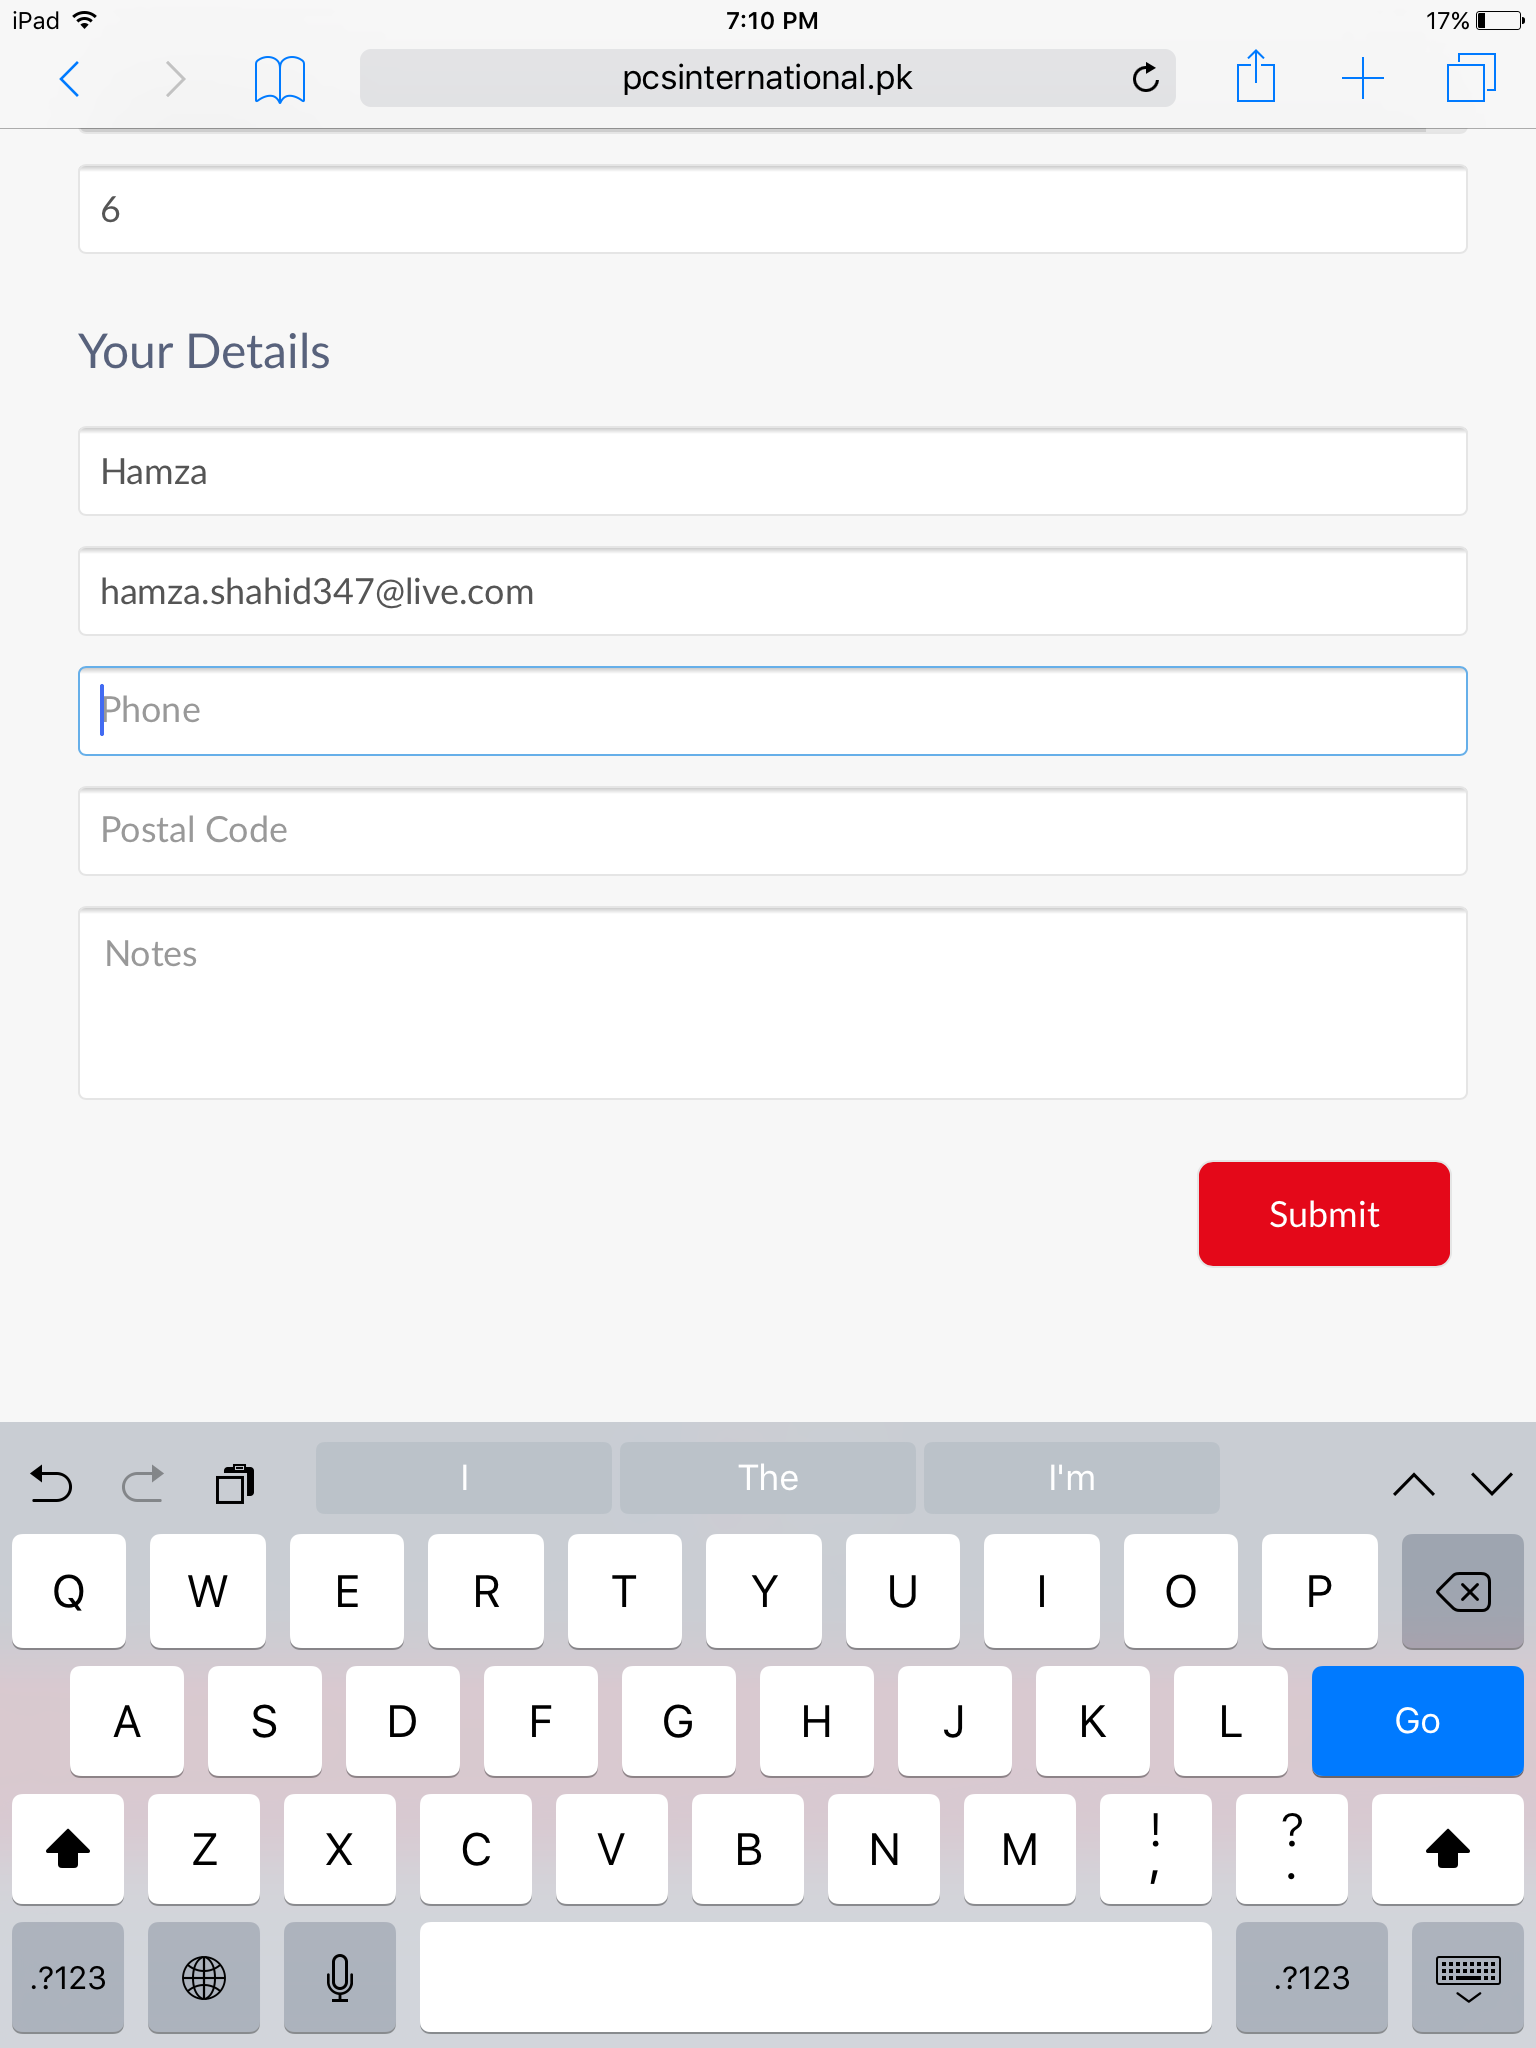 iPad 7:10 PM 17%
pcsinternational.pk
6
Your Details
Hamza
hamza.shahid347@live.com
Phone
Postal Code
Notes
Submit
I The I'm
Q W E R T Y U I O P
A S D F G H J K L Go
Z X C V B N M ! , ? .
.?123 .?123